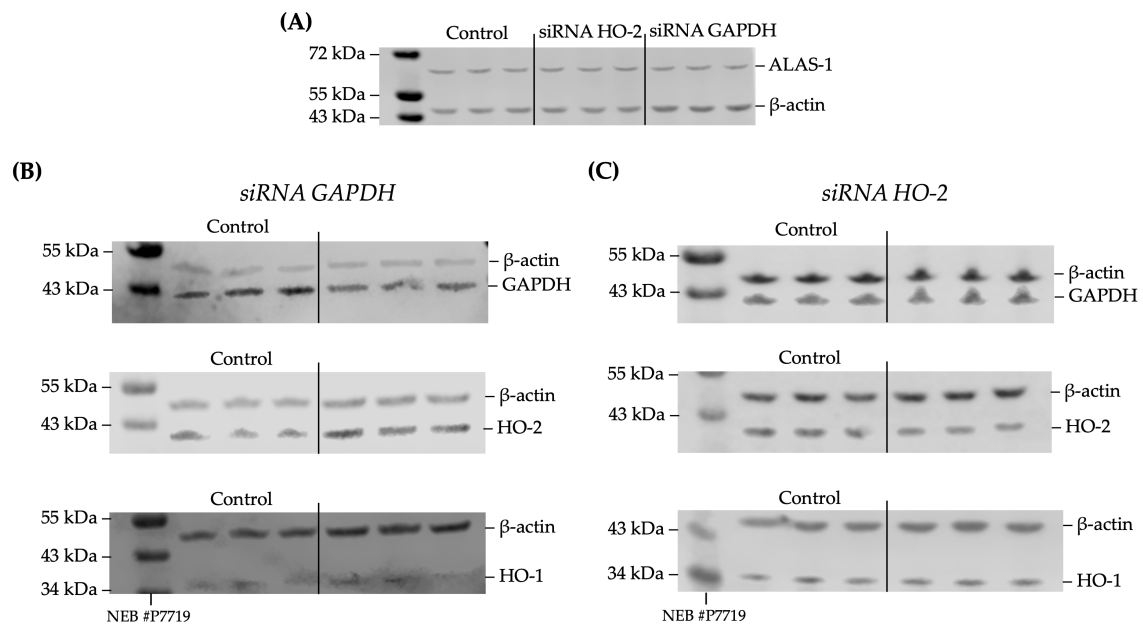 (A)
Control siRNA HO-2 siRNA GAPDH
72 kDa
ALAS-1
55 kDa
β-actin
43 kDa
(B)
siRNA GAPDH
Control
55 kDa
β-actin
43 kDa
GAPDH
Control
55 kDa
β-actin
43 kDa
HO-2
Control
55 kDa
β-actin
43 kDa
HO-1
34 kDa
NEB #P7719
(C)
siRNA HO-2
Control
55 kDa
β-actin
43 kDa
GAPDH
Control
55 kDa
β-actin
43 kDa
HO-2
Control
43 kDa
β-actin
34 kDa
HO-1
NEB #P7719